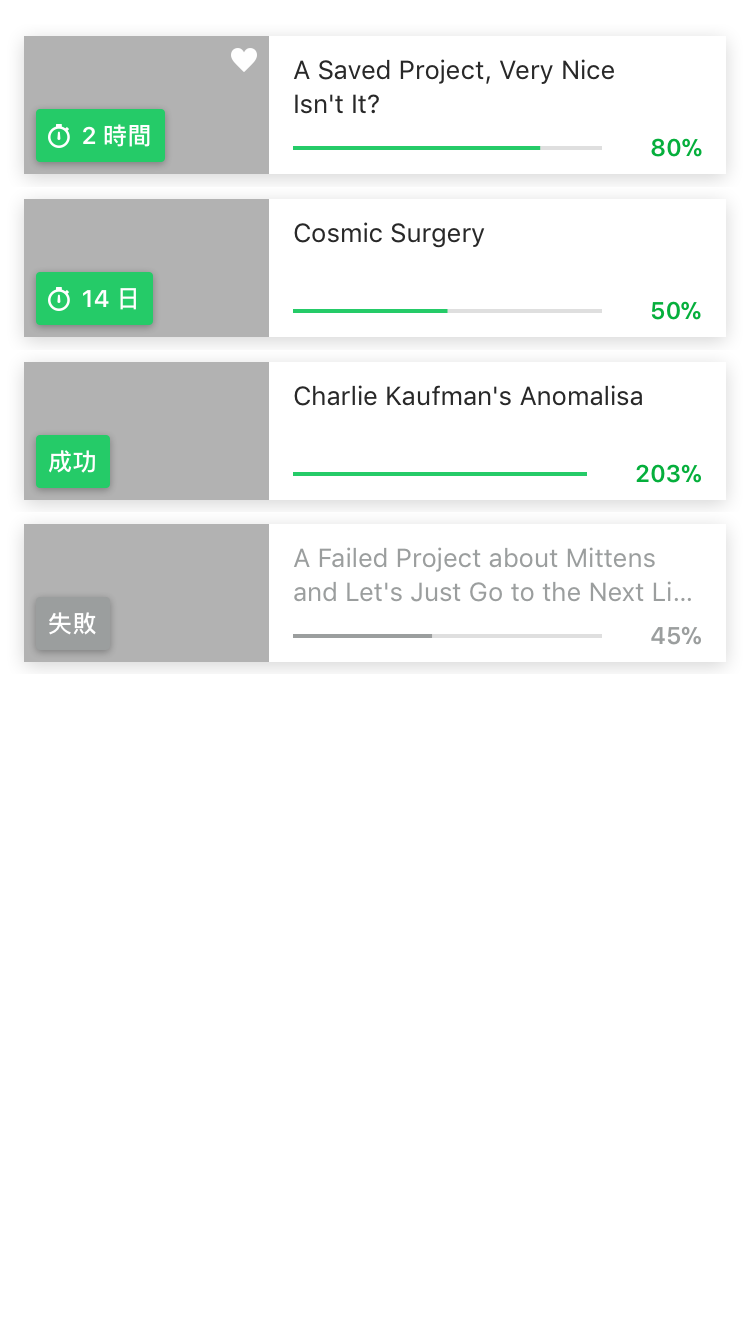 2 時間
A Saved Project, Very Nice
Isn't It?
80%
14 日
Cosmic Surgery
50%
成功
Charlie Kaufman's Anomalisa
203%
失敗
A Failed Project about Mittens
and Let's Just Go to the Next Li...
45%